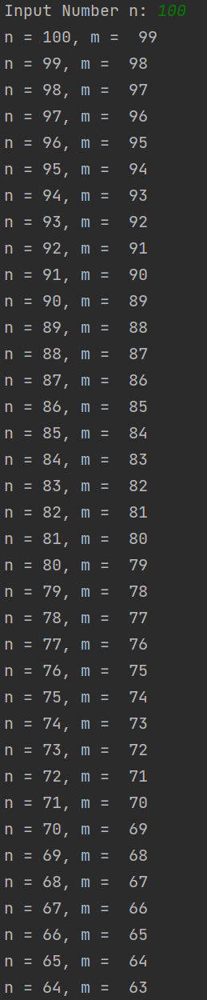 Input Number n: 100
n = 100, m =  99
n = 99, m =  98
n = 98, m =  97
n = 97, m =  96
n = 96, m =  95
n = 95, m =  94
n = 94, m =  93
n = 93, m =  92
n = 92, m =  91
n = 91, m =  90
n = 90, m =  89
n = 89, m =  88
n = 88, m =  87
n = 87, m =  86
n = 86, m =  85
n = 85, m =  84
n = 84, m =  83
n = 83, m =  82
n = 82, m =  81
n = 81, m =  80
n = 80, m =  79
n = 79, m =  78
n = 78, m =  77
n = 77, m =  76
n = 76, m =  75
n = 75, m =  74
n = 74, m =  73
n = 73, m =  72
n = 72, m =  71
n = 71, m =  70
n = 70, m =  69
n = 69, m =  68
n = 68, m =  67
n = 67, m =  66
n = 66, m =  65
n = 65, m =  64
n = 64, m =  63